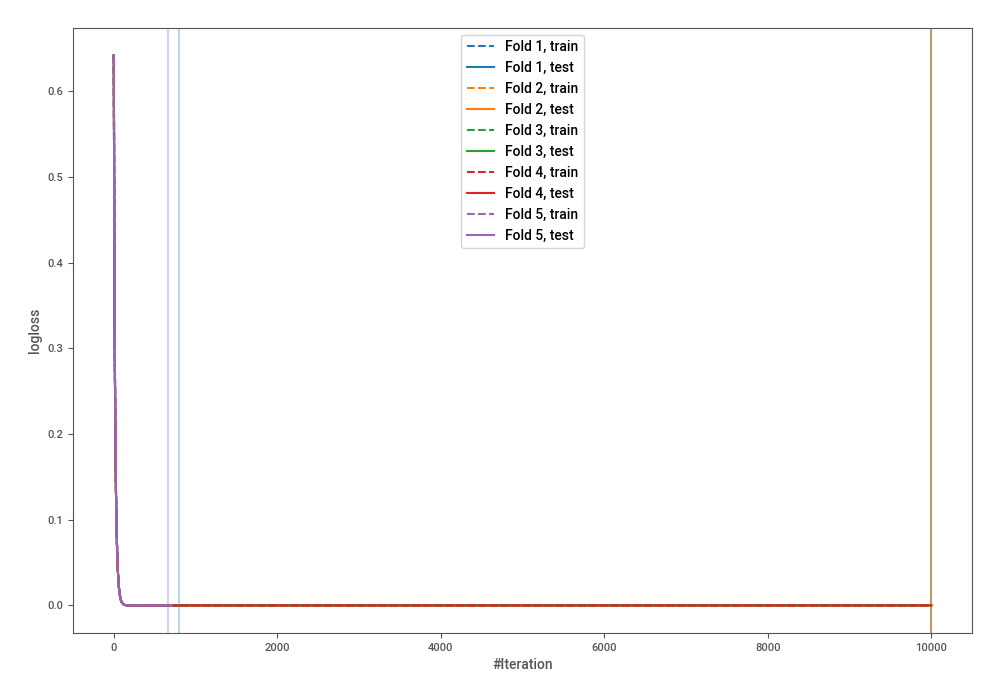 Fold 1, train
Fold 1, test
Fold 2, train
Fold 2, test
Fold 3, train
Fold 3, test
Fold 4, train
Fold 4, test
Fold 5, train
Fold 5, test
logloss
0.6
0.5
0.4
0.3
0.2
0.1
0.0
0 2000 4000 6000 8000 10000
#Iteration